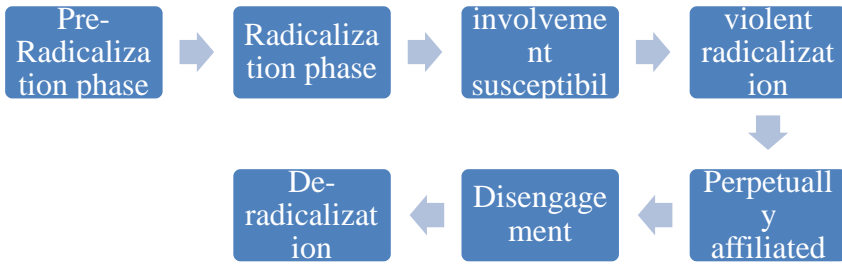 Pre-
Radicaliza
tion phase
Radicaliza
tion phase
involveme
nt
susceptibil
violent
radicalizat
ion
Perpetuall
y
affiliated
Disengage
ment
De-
radicalizat
ion